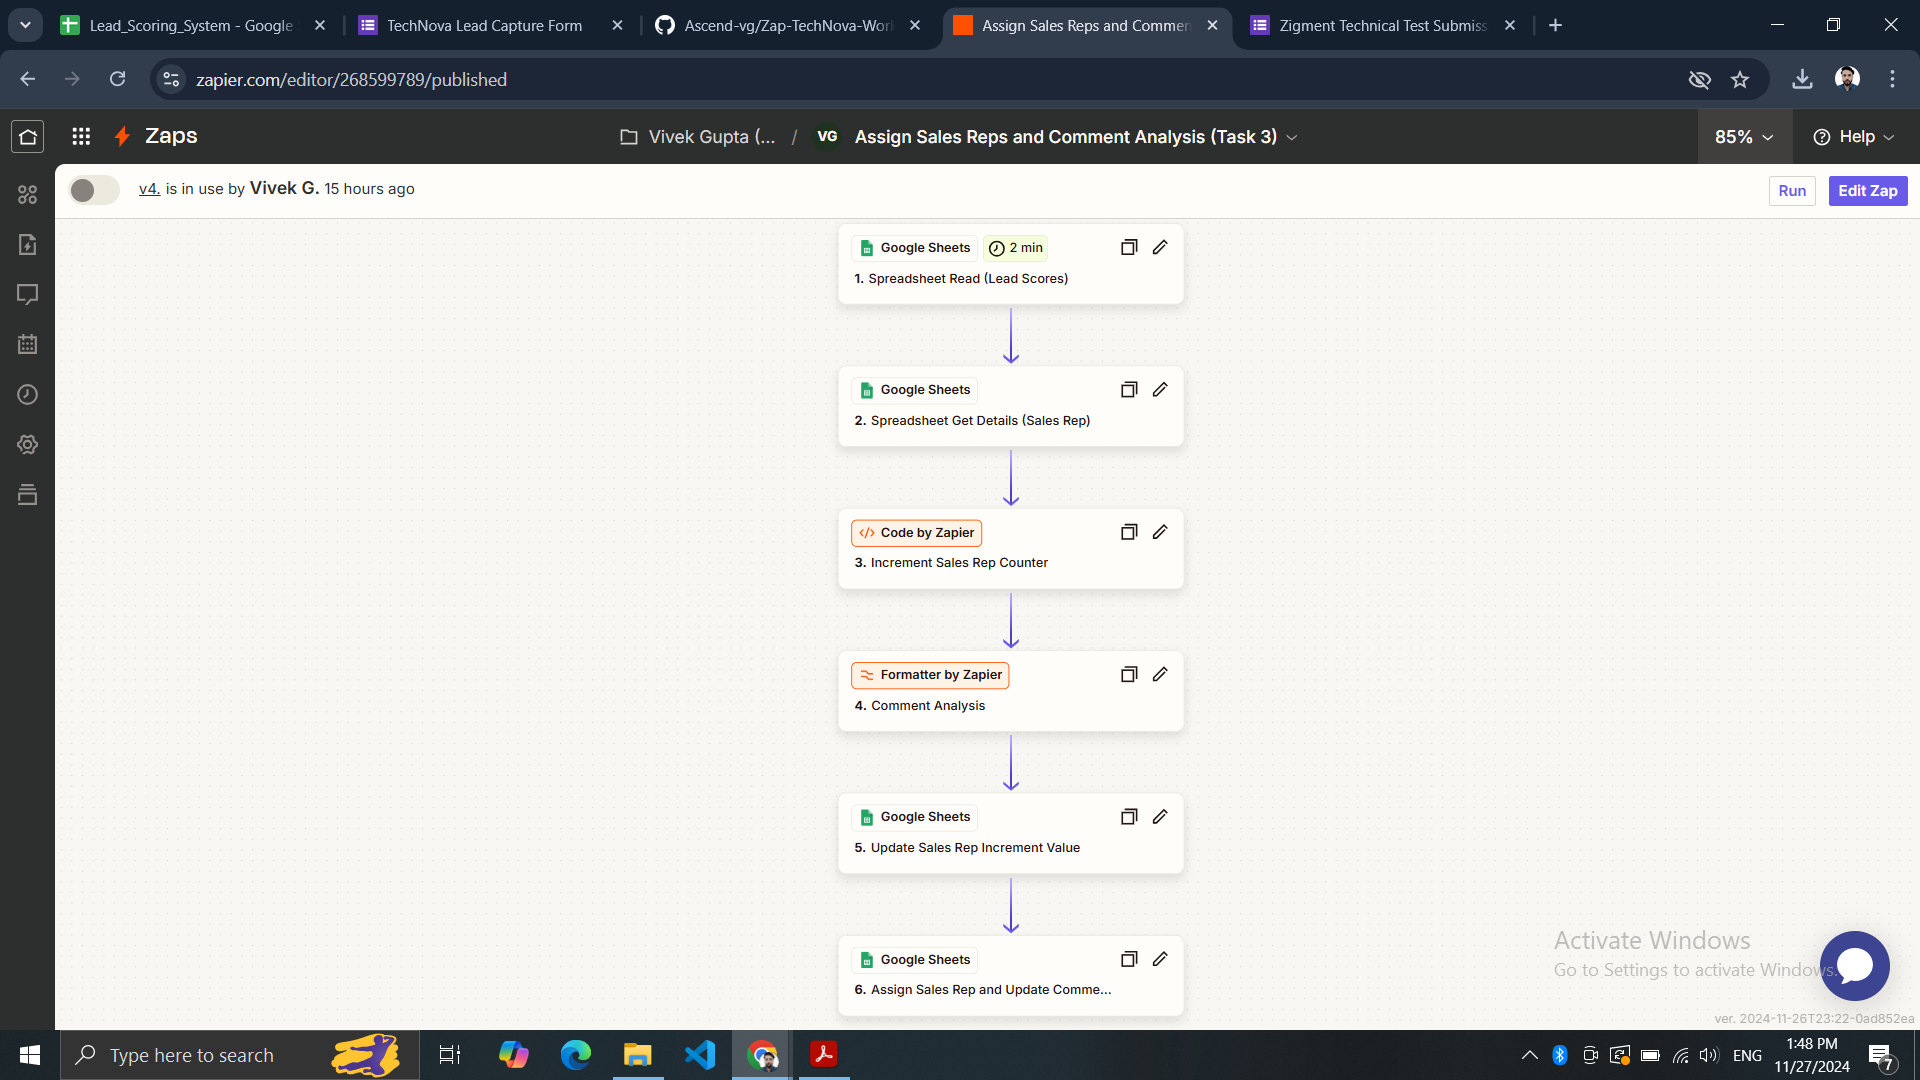 Lead_Scoring_System - Google
TechNova Lead Capture Form
Ascend-vg/Zap-TechNova-Wor
Assign Sales Reps and Commen
Zigment Technical Test Submiss
zapier.com/editor/268599789/published
Zaps
Vivek Gupta (... / VG Assign Sales Reps and Comment Analysis (Task 3)
85%
Help
v4. is in use by Vivek G. 15 hours ago
Run
Edit Zap
Google Sheets 2 min
1. Spreadsheet Read (Lead Scores)
Google Sheets
2. Spreadsheet Get Details (Sales Rep)
Code by Zapier
3. Increment Sales Rep Counter
Formatter by Zapier
4. Comment Analysis
Google Sheets
5. Update Sales Rep Increment Value
Google Sheets
6. Assign Sales Rep and Update Comme...
Activate Windows
Go to Settings to activate Windows.
ver. 2024-11-26T23:22-0ad852ea
Type here to search
ENG
1:48 PM
11/27/2024
7